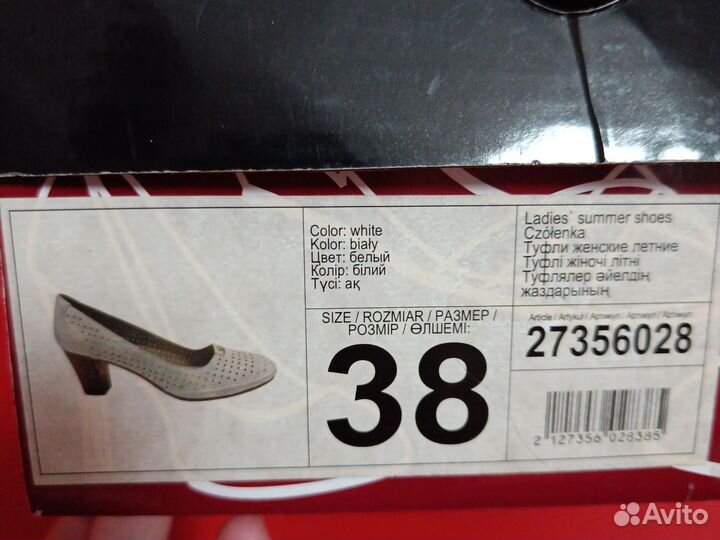 Color: white
Kolor: biały
Цвет: белый
Колір: білий
Түсі: ақ
SIZE / ROZMIAR / РАЗМЕР /
РОЗМІР / ӨЛШЕМІ:
38
Ladies` summer shoes
Czółenka
Туфли женские летние
Туфлі жіночі літні
Туфлялер әйелдің
жаздарының
Article / Artykuł / Артикул / Артикул / Артикул:
27356028
2 127356 028385
Avito